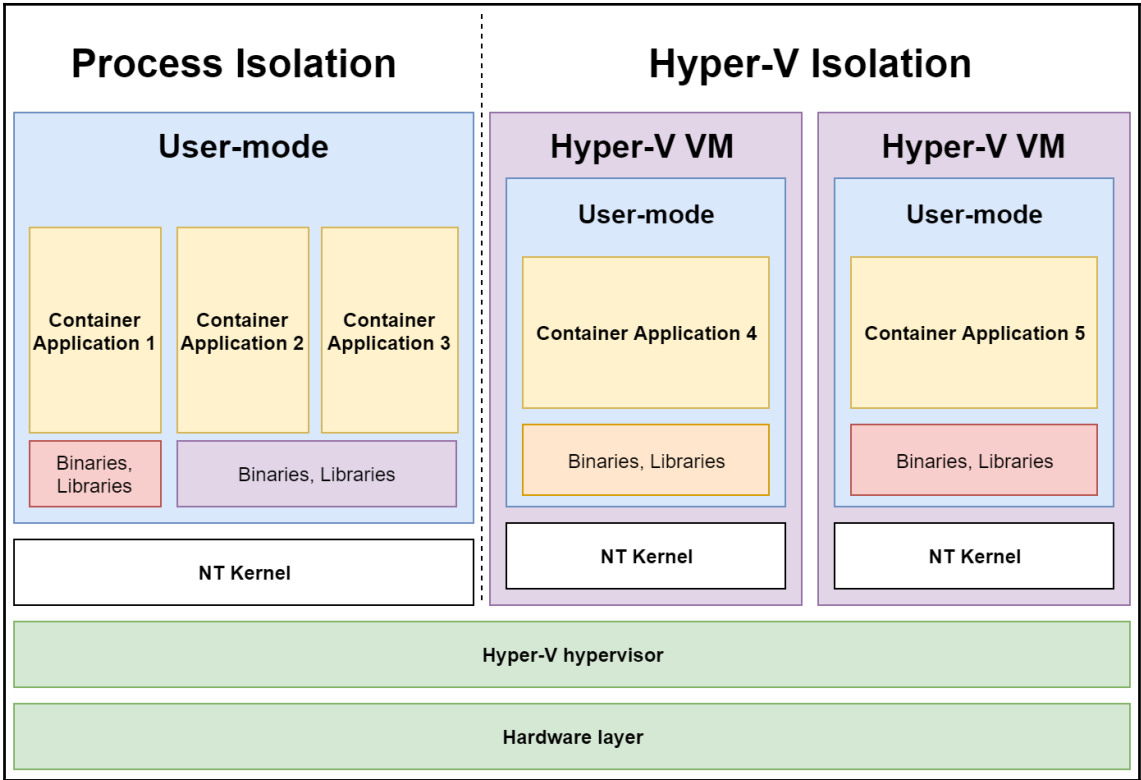 Process Isolation
Hyper-V Isolation
User-mode
Container
Application 1
Container
Application 2
Container
Application 3
Binaries,
Libraries
Binaries, Libraries
NT Kernel
Hyper-V VM
User-mode
Container Application 4
Binaries, Libraries
NT Kernel
Hyper-V VM
User-mode
Container Application 5
Binaries, Libraries
NT Kernel
Hyper-V hypervisor
Hardware layer